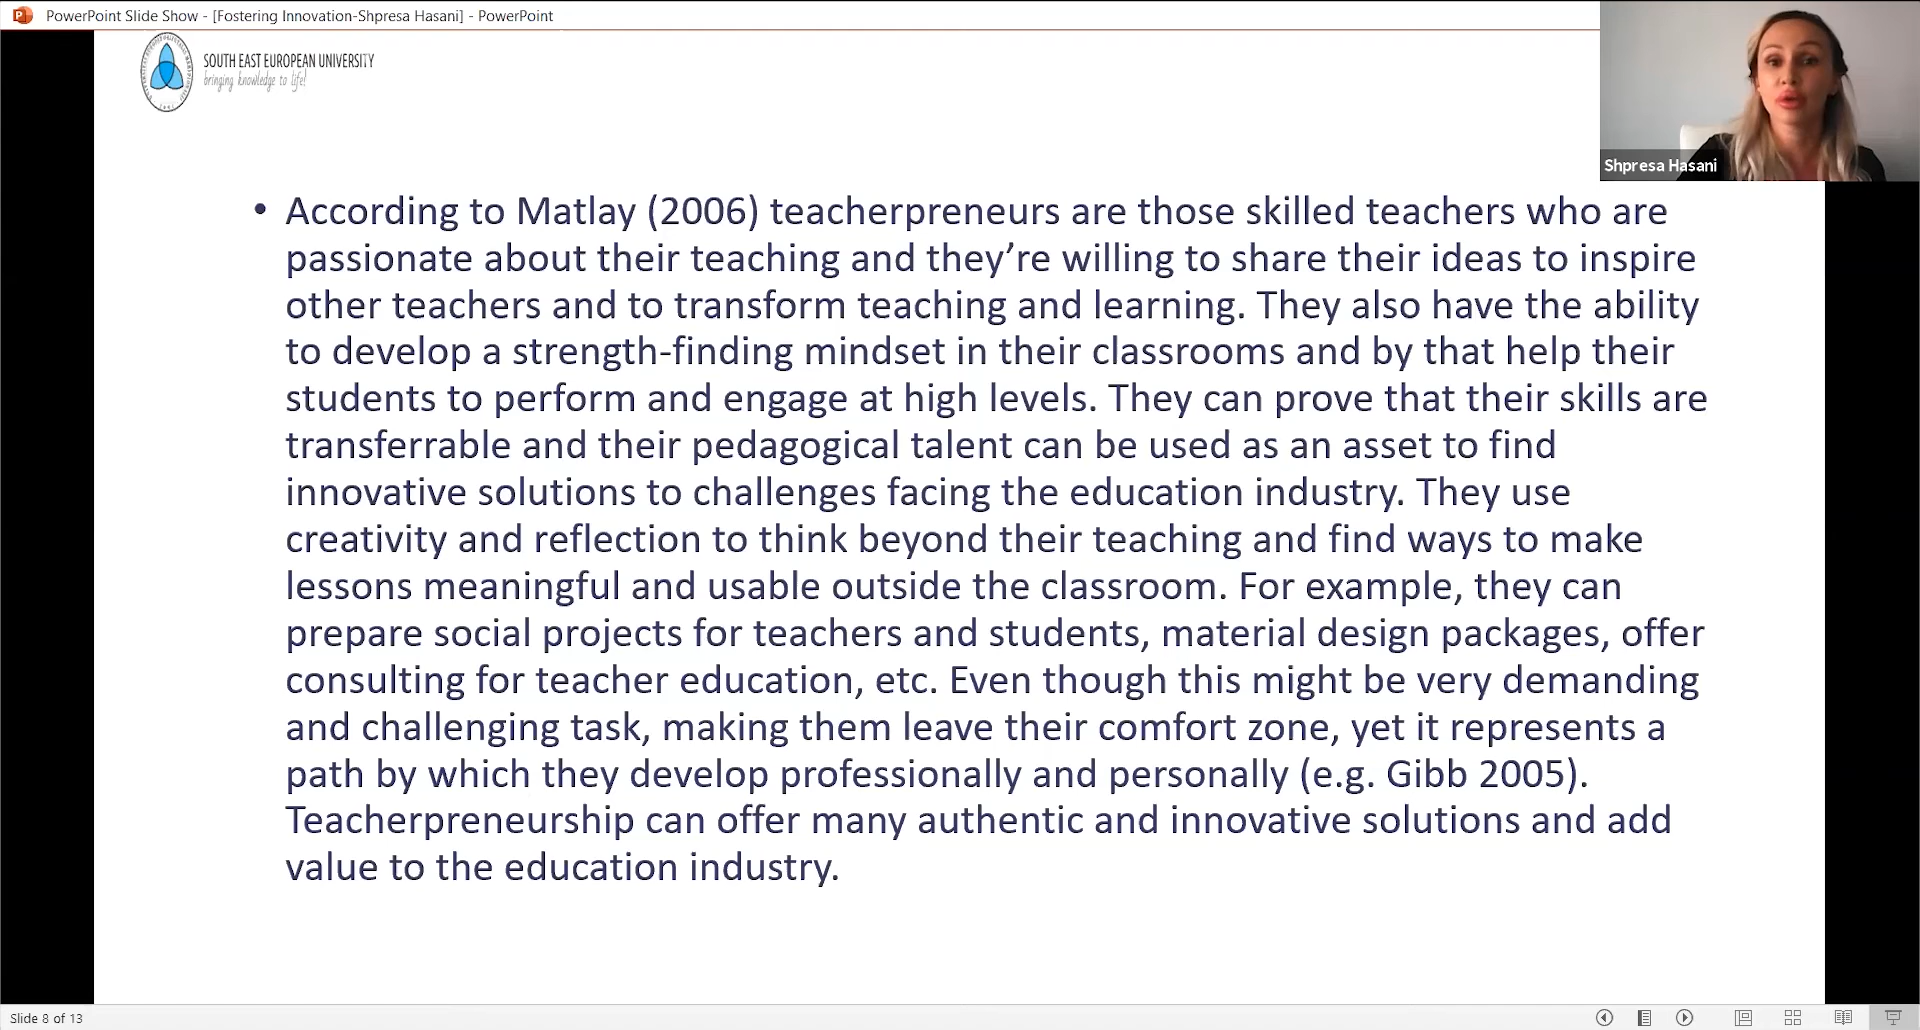 PowerPoint Slide Show - [Fostering Innovation-Shpresa Hasani] - PowerPoint
SOUTH EAST EUROPEAN UNIVERSITY
bringing knowledge to life!
Shpresa Hasani
• According to Matlay (2006) teacherpreneurs are those skilled teachers who are
passionate about their teaching and they’re willing to share their ideas to inspire
other teachers and to transform teaching and learning. They also have the ability
to develop a strength-finding mindset in their classrooms and by that help their
students to perform and engage at high levels. They can prove that their skills are
transferrable and their pedagogical talent can be used as an asset to find
innovative solutions to challenges facing the education industry. They use
creativity and reflection to think beyond their teaching and find ways to make
lessons meaningful and usable outside the classroom. For example, they can
prepare social projects for teachers and students, material design packages, offer
consulting for teacher education, etc. Even though this might be very demanding
and challenging task, making them leave their comfort zone, yet it represents a
path by which they develop professionally and personally (e.g. Gibb 2005).
Teacherpreneurship can offer many authentic and innovative solutions and add
value to the education industry.
Slide 8 of 13